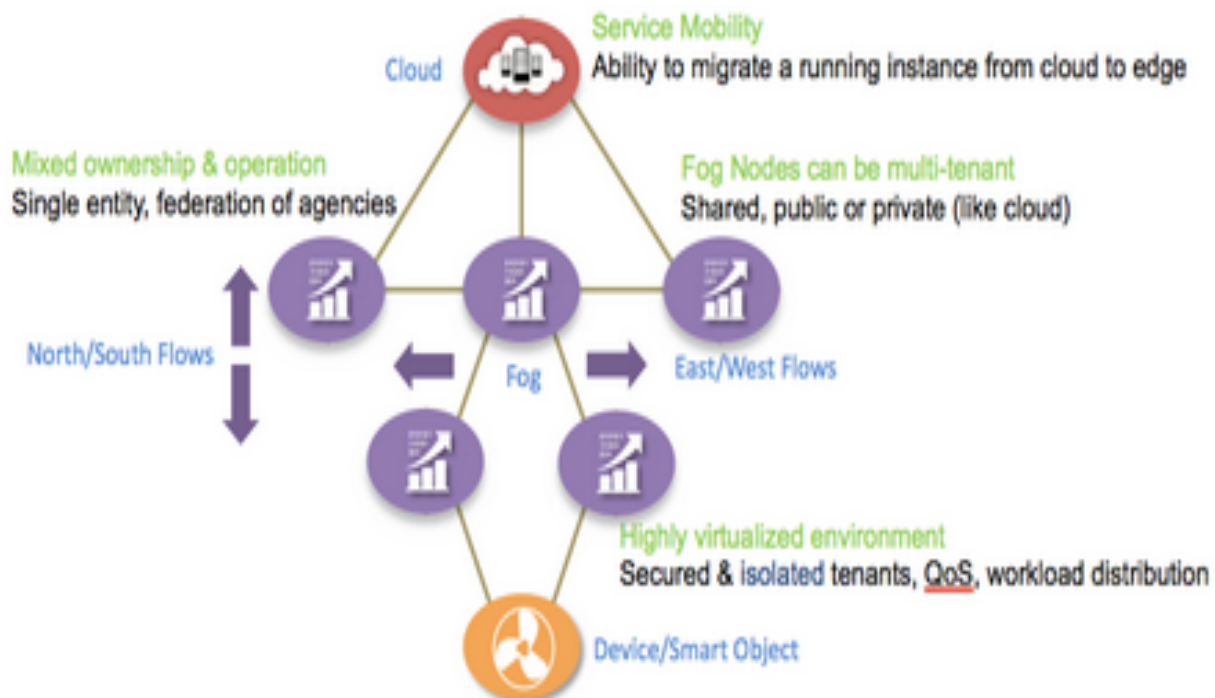 Service Mobility
Cloud
Ability to migrate a running instance from cloud to edge
Mixed ownership & operation
Single entity, federation of agencies
Fog Nodes can be multi-tenant
Shared, public or private (like cloud)
North/South Flows
Fog
East/West Flows
Highly virtualized environment
Secured & isolated tenants, QoS, workload distribution
Device/Smart Object